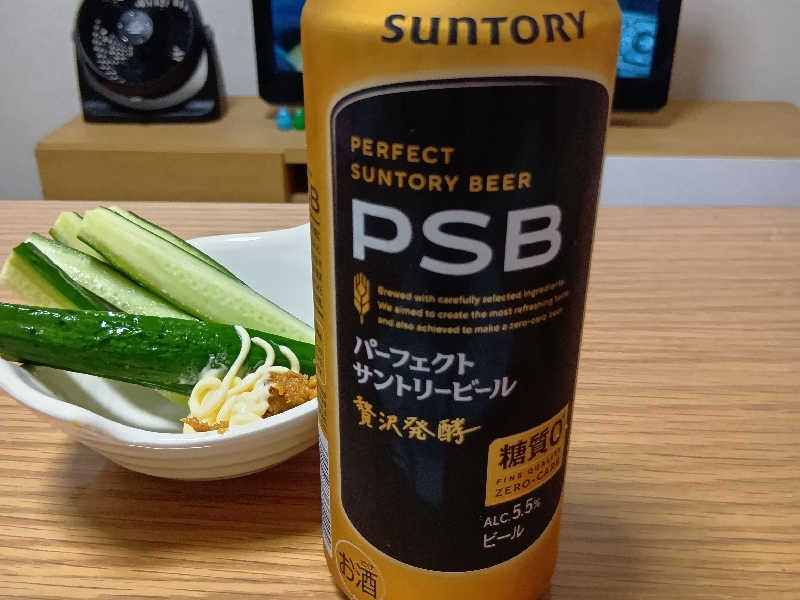 SUNTORY
PERFECT
SUNTORY BEER
PSB
Brewed with carefully selected ingredients.
We aimed to create the most refreshing taste
and also achieved to make a zero-carb beer.
パーフェクト
サントリービール
贅沢発酵
糖質0
FINE QUALITY
ZERO-CARB
ALC.5.5%
ビール
お酒